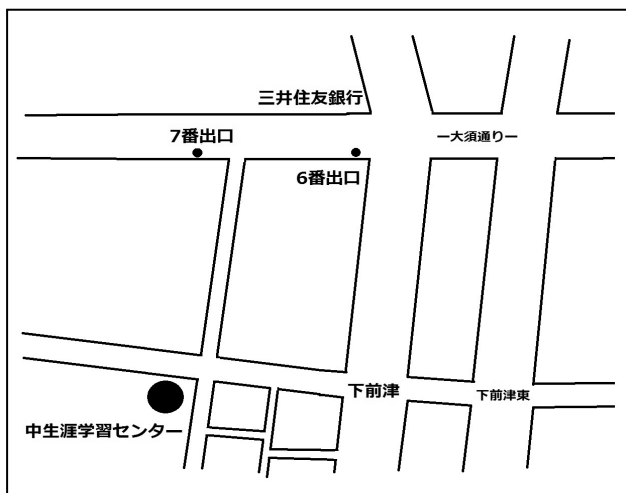 三井住友銀行
7番出口
ー大須通りー
6番出口
下前津
下前津東
中生涯学習センター